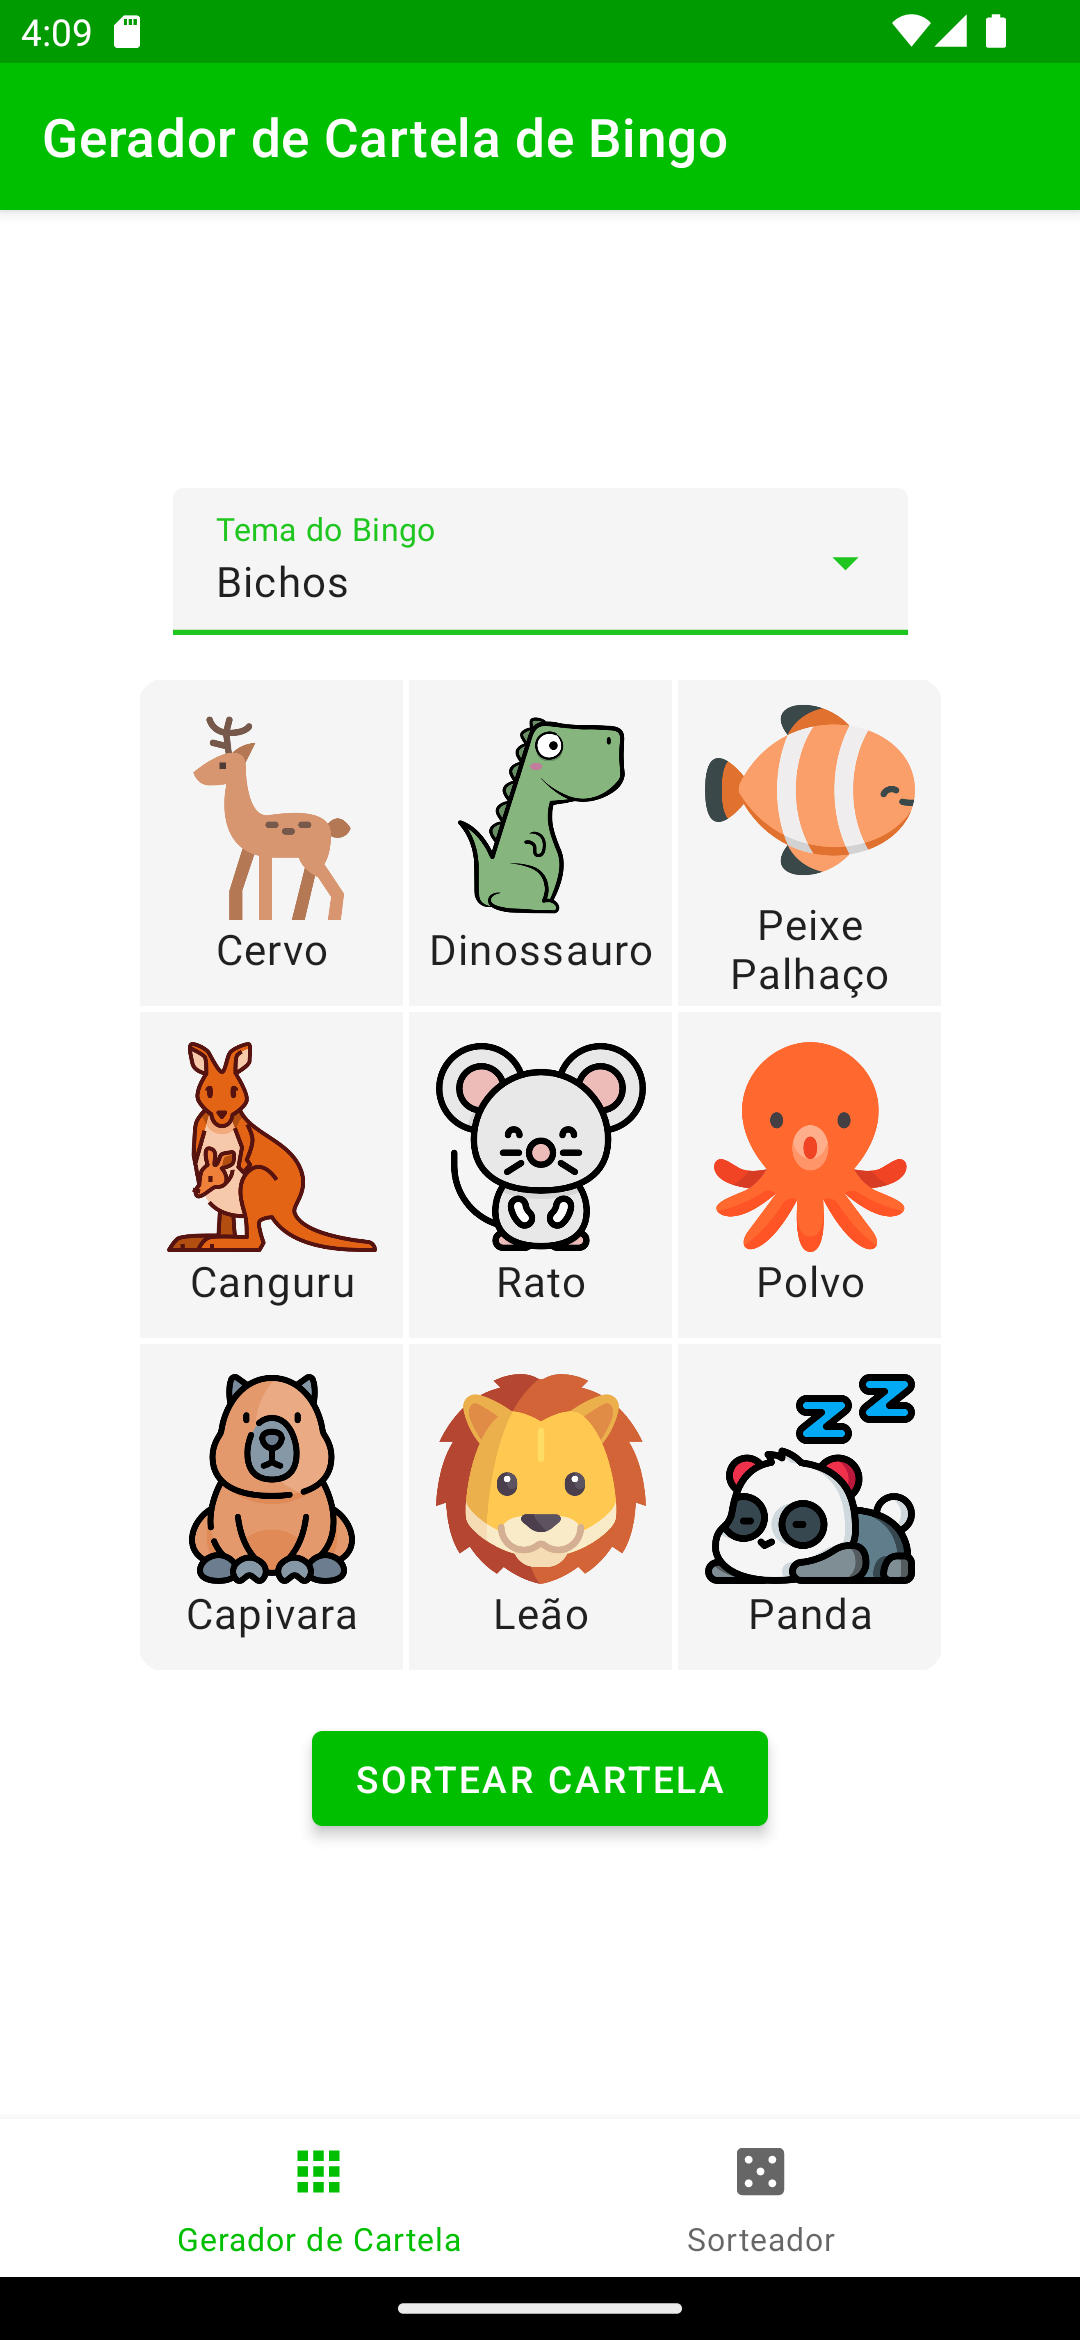 4:09
Gerador de Cartela de Bingo
Tema do Bingo
Bichos
Cervo
Dinossauro
Peixe
Palhaço
Canguru
Rato
Polvo
Capivara
Leão
Panda
SORTEAR CARTELA
Gerador de Cartela
Sorteador